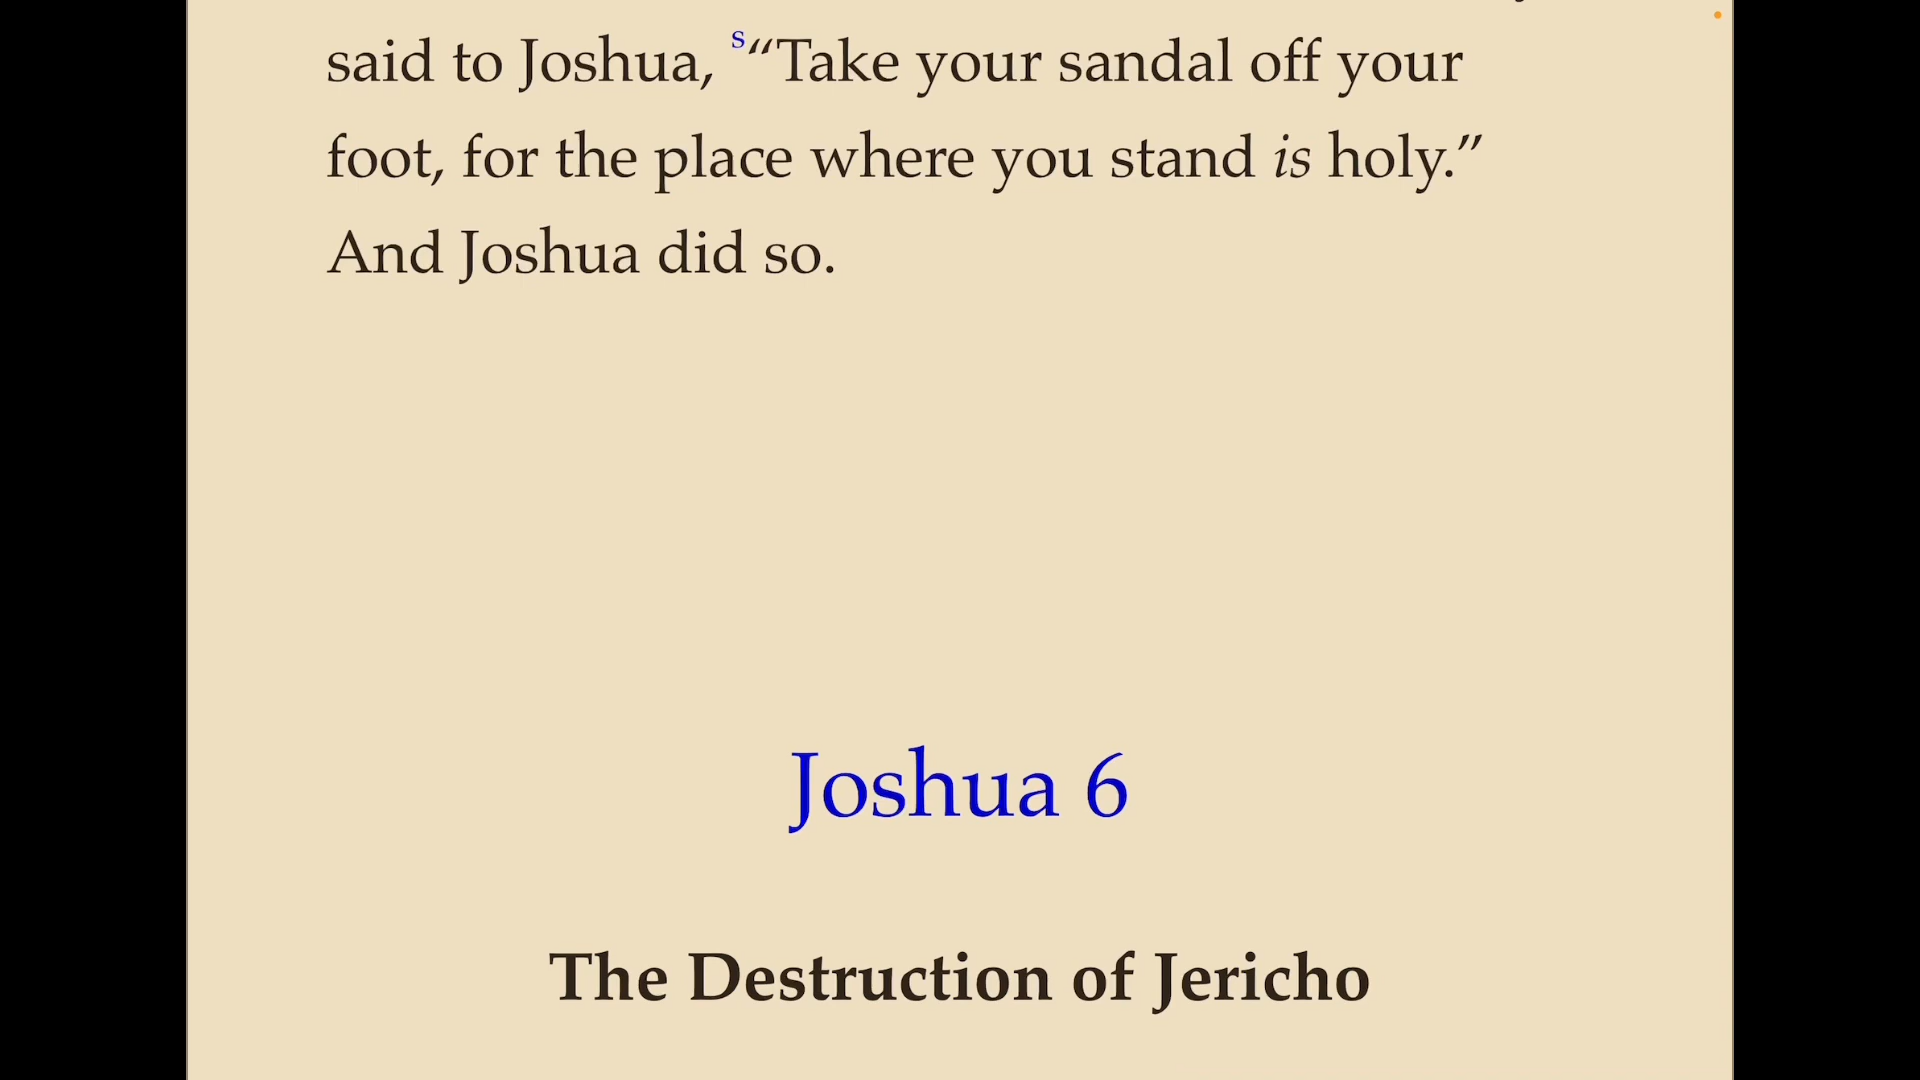 said to Joshua, s“Take your sandal off your
foot, for the place where you stand is holy.”
And Joshua did so.
Joshua 6
The Destruction of Jericho